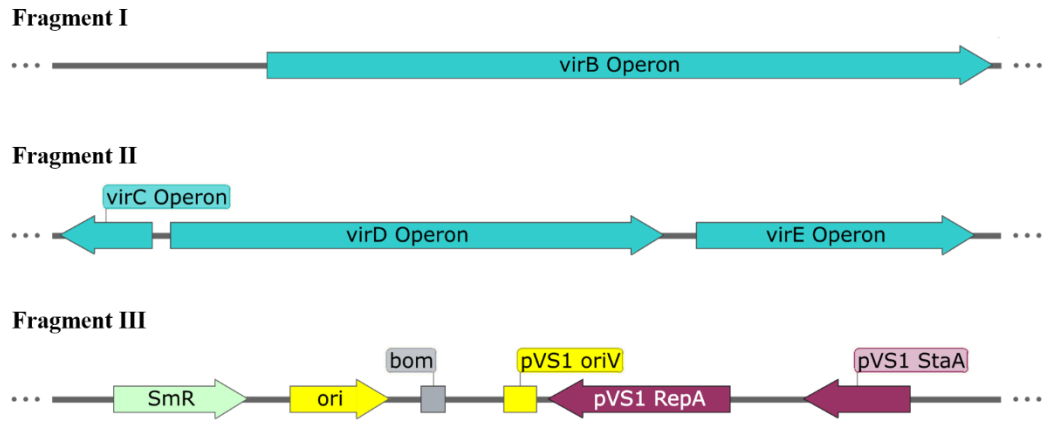 Fragment I
virB Operon
Fragment II
virC Operon
virD Operon
virE Operon
Fragment III
bom
pVS1 oriV
pVS1 StaA
SmR
ori
pVS1 RepA